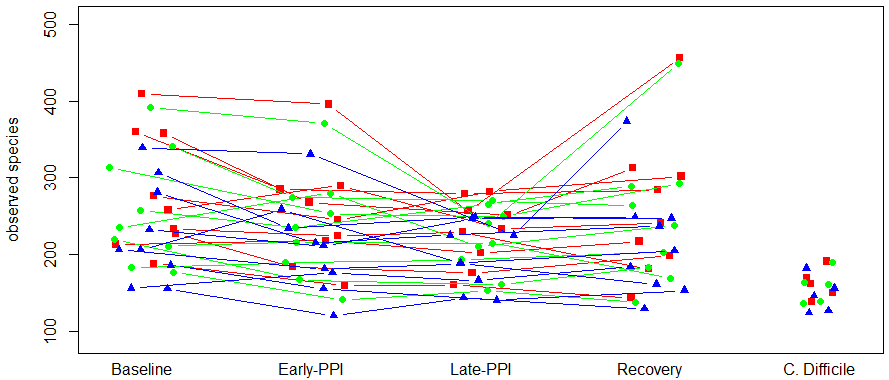 observed species
500
400
300
200
100
Baseline Early-PPI Late-PPI Recovery C. Difficile